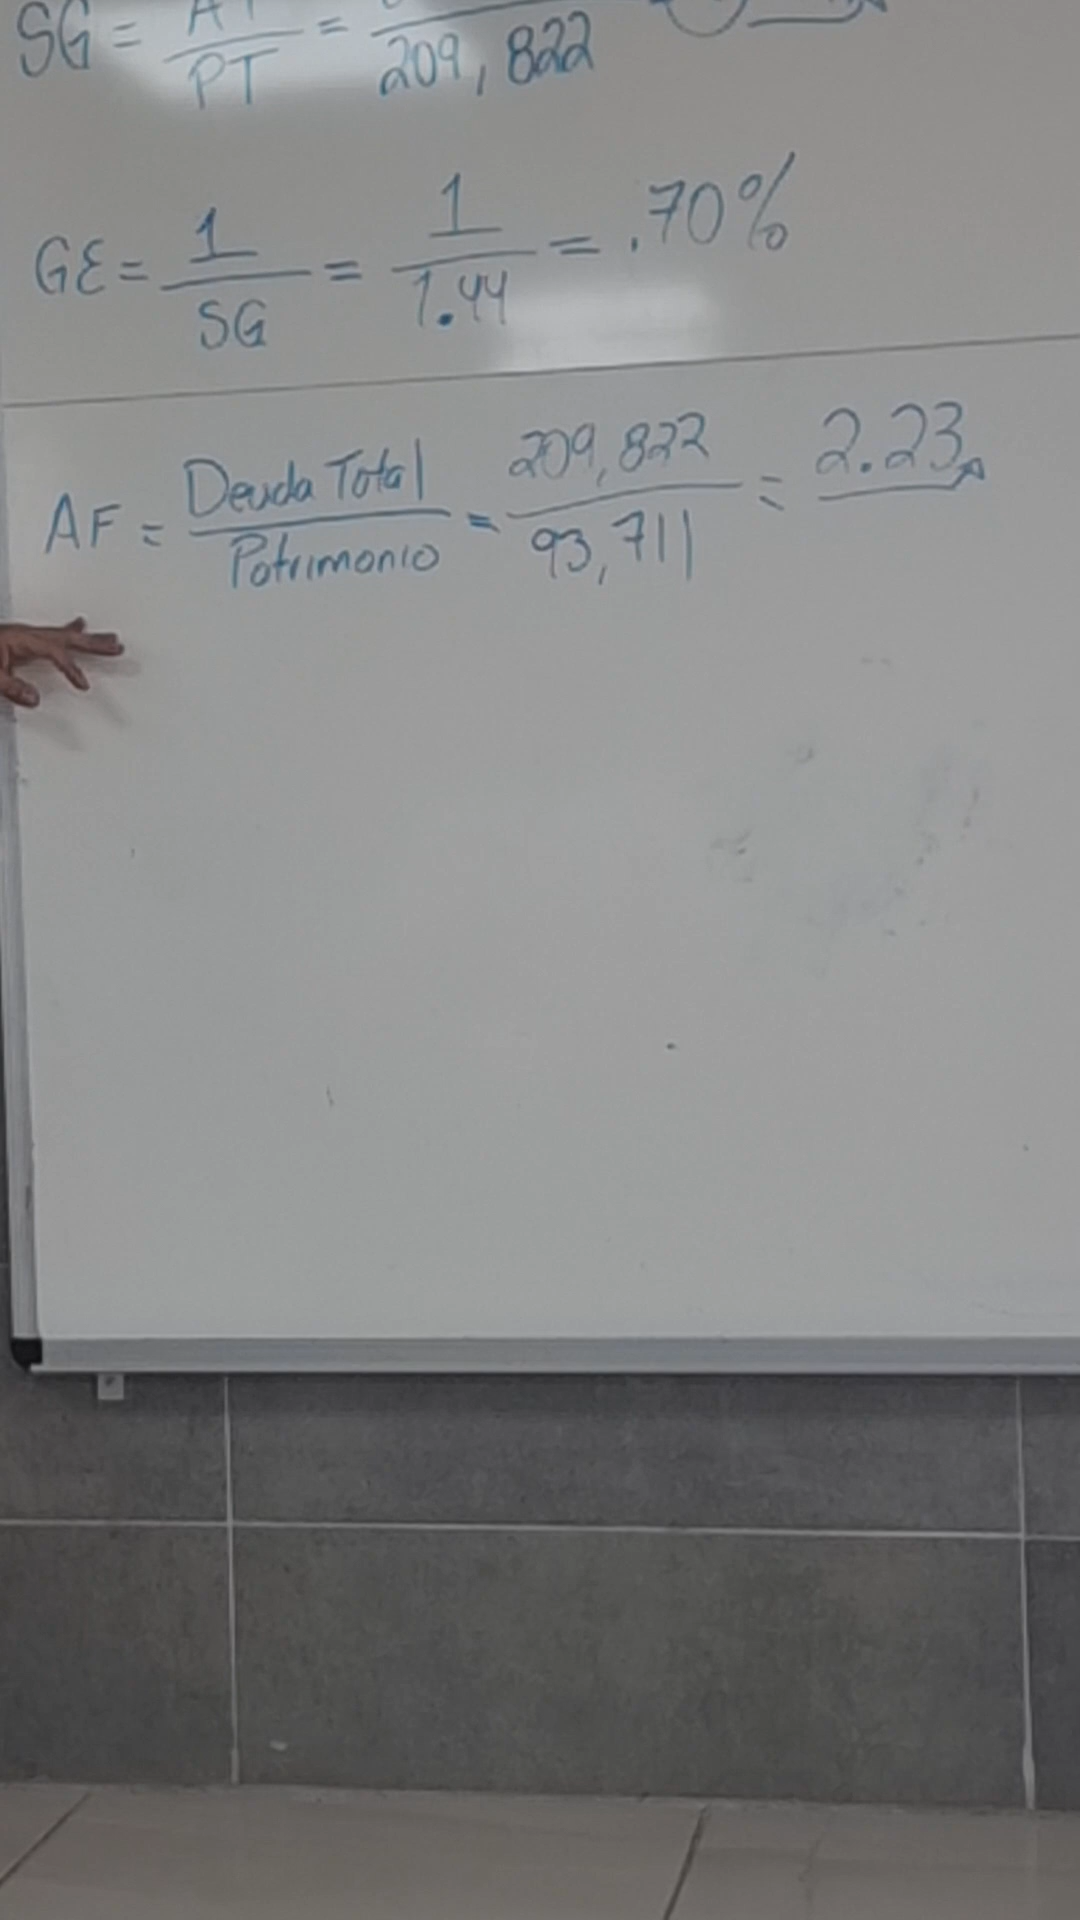 SG = AT / PT = / 209,822
GE = 1 / SG = 1 / 1.44 = .70%
AF = Deuda Total / Patrimonio = 209,822 / 93,711 = 2.23